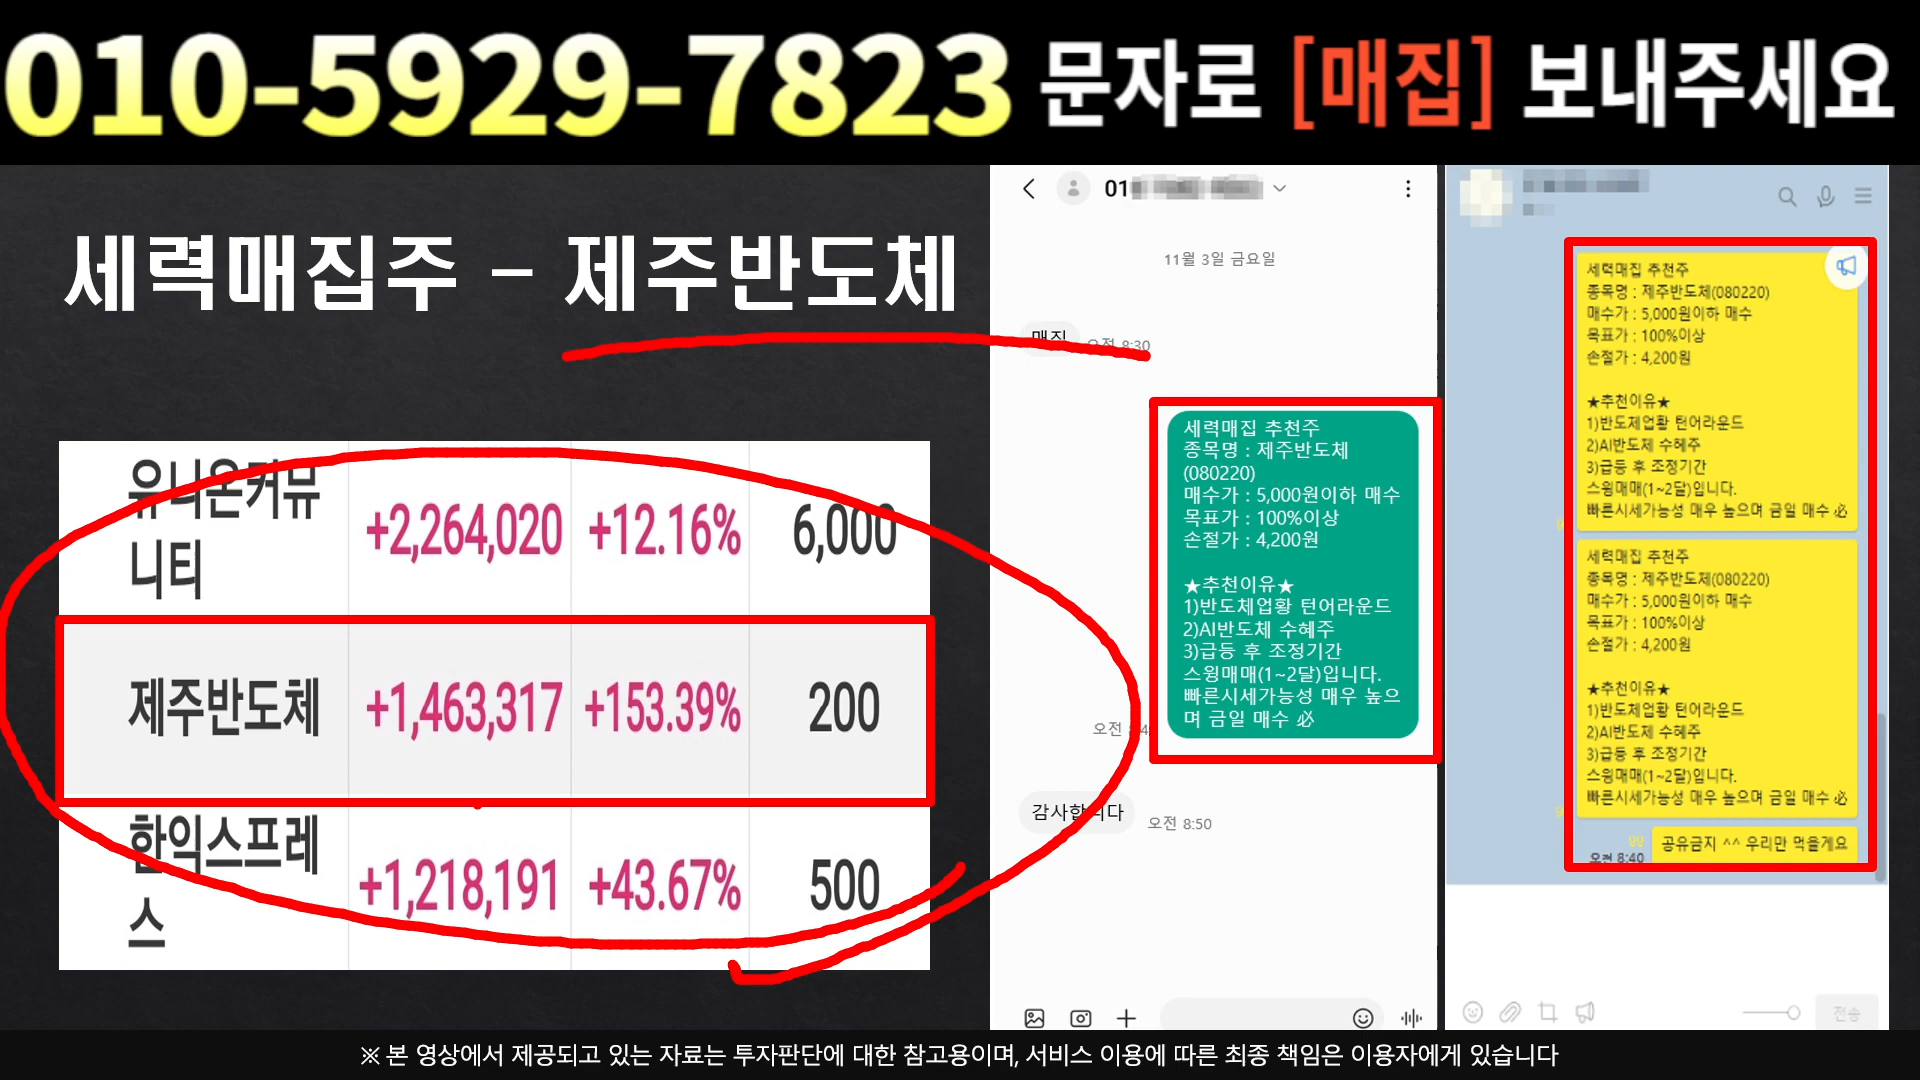 010-5929-7823 문자로 [매집] 보내주세요
세력매집주 - 제주반도체
유니온커뮤
니티
+2,264,020
+12.16%
6,000
제주반도체
+1,463,317
+153.39%
200
한익스프레
스
+1,218,191
+43.67%
500
01
11월 3일 금요일
매집
오전 8:30
세력매집 추천주
종목명 : 제주반도체
(080220)
매수가 : 5,000원이하 매수
목표가 : 100%이상
손절가 : 4,200원
★추천이유★
1)반도체업황 턴어라운드
2)AI반도체 수혜주
3)급등 후 조정기간
스윙매매(1~2달)입니다.
빠른시세가능성 매우 높으
며 금일 매수 必
오전
감사합니다
오전 8:50
세력매집 추천주
종목명 : 제주반도체(080220)
매수가 : 5,000원이하 매수
목표가 : 100%이상
손절가 : 4,200원
★추천이유★
1)반도체업황 턴어라운드
2)AI반도체 수혜주
3)급등 후 조정기간
스윙매매(1~2달)입니다.
빠른시세가능성 매우 높으며 금일 매수 必
세력매집 추천주
종목명 : 제주반도체(080220)
매수가 : 5,000원이하 매수
목표가 : 100%이상
손절가 : 4,200원
★추천이유★
1)반도체업황 턴어라운드
2)AI반도체 수혜주
3)급등 후 조정기간
스윙매매(1~2달)입니다.
빠른시세가능성 매우 높으며 금일 매수 必
오전 8:40
공유금지 ^^ 우리만 먹을게요
전송
※ 본 영상에서 제공되고 있는 자료는 투자판단에 대한 참고용이며, 서비스 이용에 따른 최종 책임은 이용자에게 있습니다